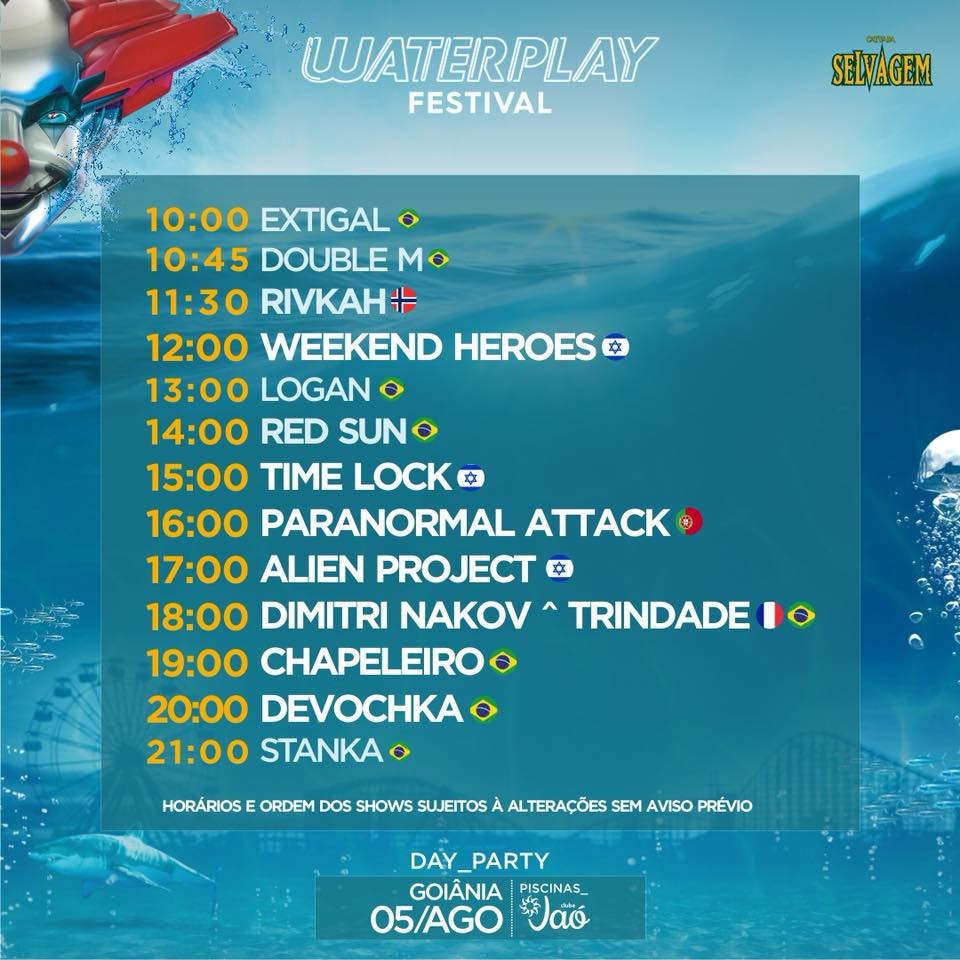 WATERPLAY
FESTIVAL
CATUABA
SELVAGEM
10:00 EXTIGAL
10:45 DOUBLE M
11:30 RIVKAH
12:00 WEEKEND HEROES
13:00 LOGAN
14:00 RED SUN
15:00 TIME LOCK
16:00 PARANORMAL ATTACK
17:00 ALIEN PROJECT
18:00 DIMITRI NAKOV ^ TRINDADE
19:00 CHAPELEIRO
20:00 DEVOCHKA
21:00 STANKA
HORÁRIOS E ORDEM DOS SHOWS SUJEITOS À ALTERAÇÕES SEM AVISO PRÉVIO
DAY_PARTY
GOIÂNIA
05/AGO
PISCINAS_
clube
Jaó